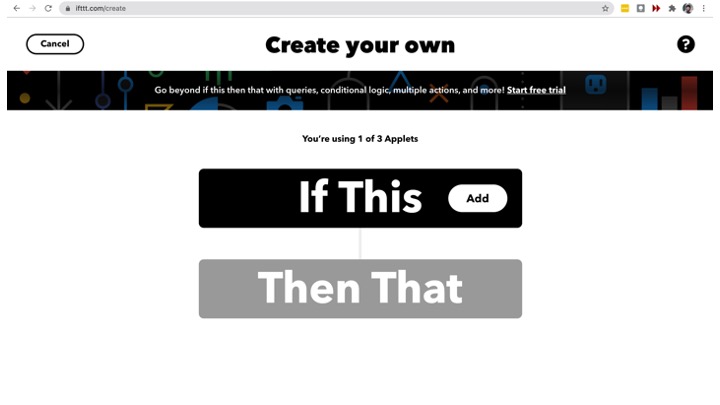 ifttt.com/create
Cancel
Create your own
?
Go beyond if this then that with queries, conditional logic, multiple actions, and more! Start free trial
You're using 1 of 3 Applets
If This
Add
Then That